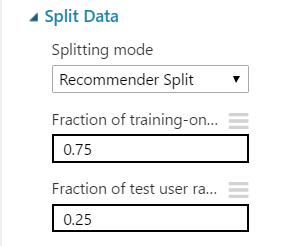 Split Data
Splitting mode
Recommender Split
Fraction of training-on...
0.75
Fraction of test user ra...
0.25